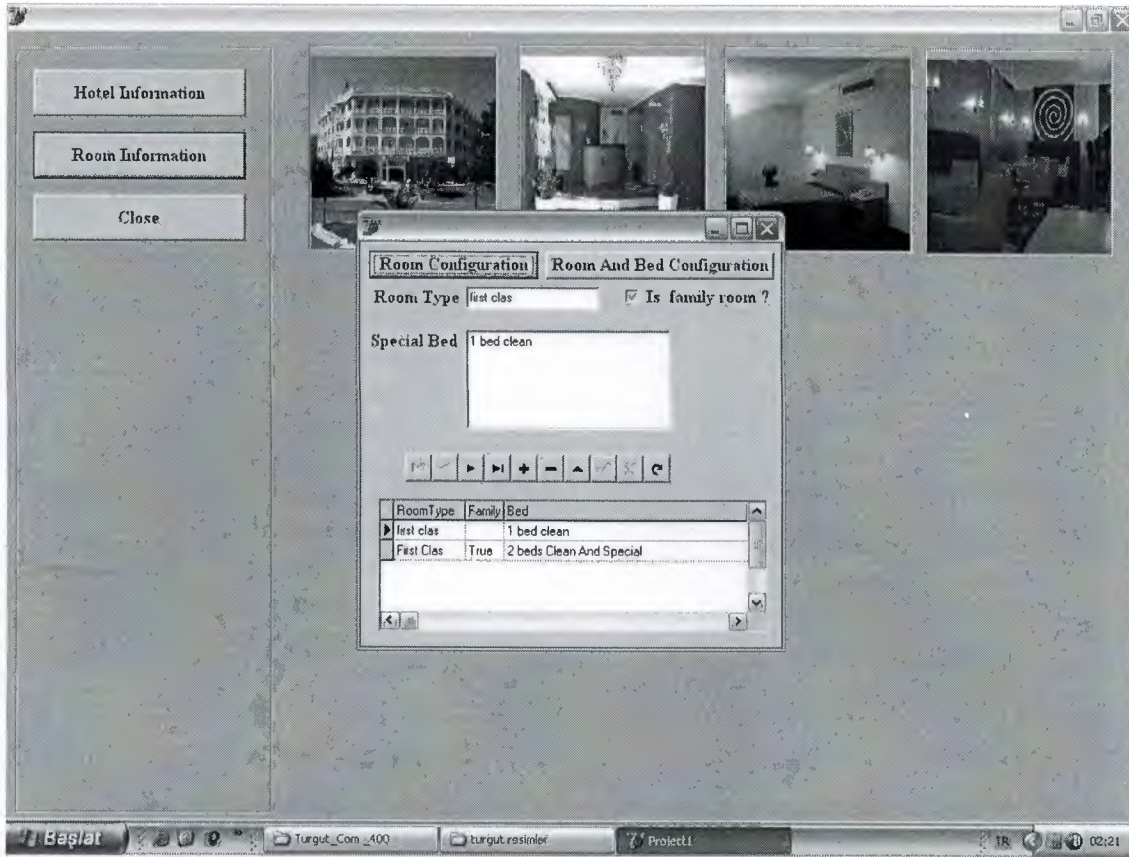 Hotel Information
Room Information
Close
Room Configuration
Room And Bed Configuration
Room Type
first clas
Is family room ?
Special Bed
1 bed clean
RoomType Family Bed
first clas 1 bed clean
First Clas True 2 beds Clean And Special
Başlat
Turgut_Com _400
turgut resimler
Project1
TR
02:21